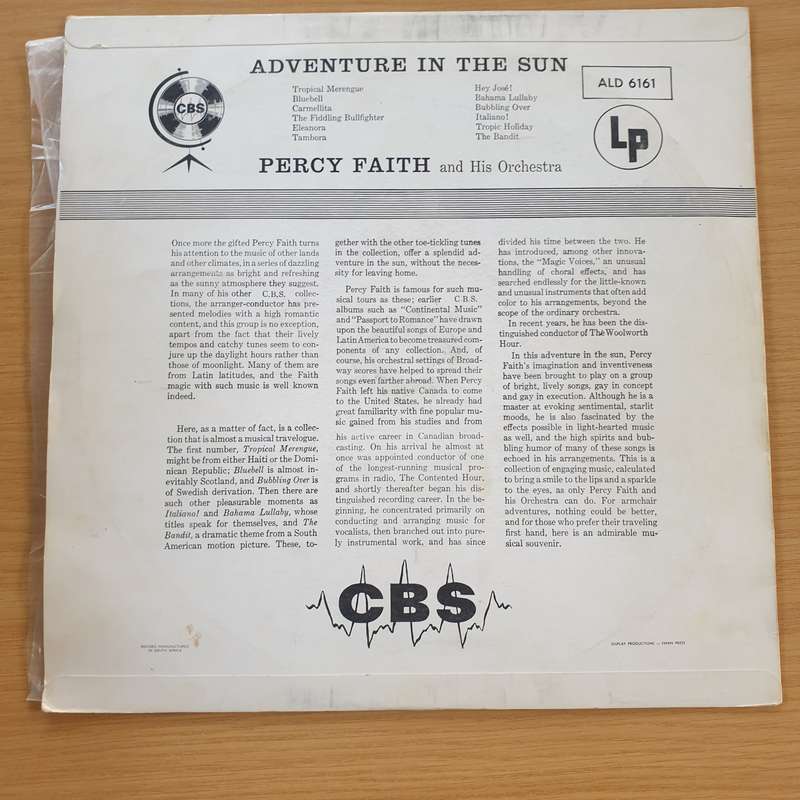 ADVENTURE IN THE SUN
ALD 6161
CBS
Lp
Tropical Merengue
Bluebell
Carmellita
The Fiddling Bullfighter
Eleanora
Tambora
Hey José!
Bahama Lullaby
Bubbling Over
Italiano!
Tropic Holiday
The Bandit
PERCY FAITH and His Orchestra
Once more the gifted Percy Faith turns
his attention to the music of other lands
and other climates, in a series of dazzling
arrangements as bright and refreshing
as the sunny atmosphere they suggest.
In many of his other C.B.S. collec-
tions, the arranger-conductor has pre-
sented melodies with a high romantic
content, and this group is no exception,
apart from the fact that their lively
tempos and catchy tunes seem to con-
jure up the daylight hours rather than
those of moonlight. Many of them are
from Latin latitudes, and the Faith
magic with such music is well known
indeed.
Here, as a matter of fact, is a collec-
tion that is almost a musical travelogue.
The first number, Tropical Merengue,
might be from either Haiti or the Domi-
nican Republic; Bluebell is almost in-
evitably Scotland, and Bubbling Over is
of Swedish derivation. Then there are
such other pleasurable moments as
Italiano! and Bahama Lullaby, whose
titles speak for themselves, and The
Bandit, a dramatic theme from a South
American motion picture. These, to-
gether with the other toe-tickling tunes
in the collection, offer a splendid ad-
venture in the sun, without the neces-
sity for leaving home.
Percy Faith is famous for such mu-
sical tours as these; earlier C.B.S.
albums such as "Continental Music"
and "Passport to Romance" have drawn
upon the beautiful songs of Europe and
Latin America to become treasured com-
ponents of any collection. And, of
course, his orchestral settings of Broad-
way scores have helped to spread their
songs even farther abroad. When Percy
Faith left his native Canada to come
to the United States, he already had
great familiarity with fine popular mu-
sic gained from his studies and from
his active career in Canadian broad-
casting. On his arrival he almost at
once was appointed conductor of one
of the longest-running musical pro-
grams in radio, The Contented Hour,
and shortly thereafter began his dis-
tinguished recording career. In the be-
ginning, he concentrated primarily on
conducting and arranging music for
vocalists, then branched out into pure-
ly instrumental work, and has since
divided his time between the two. He
has introduced, among other innova-
tions, the "Magic Voices," an unusual
handling of choral effects, and has
searched endlessly for the little-known
and unusual instruments that often add
color to his arrangements, beyond the
scope of the ordinary orchestra.
In recent years, he has been the dis-
tinguished conductor of The Woolworth
Hour.
In this adventure in the sun, Percy
Faith's imagination and inventiveness
have been brought to play on a group
of bright, lively songs, gay in concept
and gay in execution. Although he is a
master at evoking sentimental, starlit
moods, he is also fascinated by the
effects possible in light-hearted music
as well, and the high spirits and bub-
bling humor of many of these songs is
echoed in his arrangements. This is a
collection of engaging music, calculated
to bring a smile to the lips and a sparkle
to the eyes, as only Percy Faith and
his Orchestra can do. For armchair
adventures, nothing could be better,
and for those who prefer their traveling
first hand, here is an admirable mu-
sical souvenir.
CBS
RECORD MANUFACTURED
IN SOUTH AFRICA
DISPLAY PRODUCTIONS — PRESS